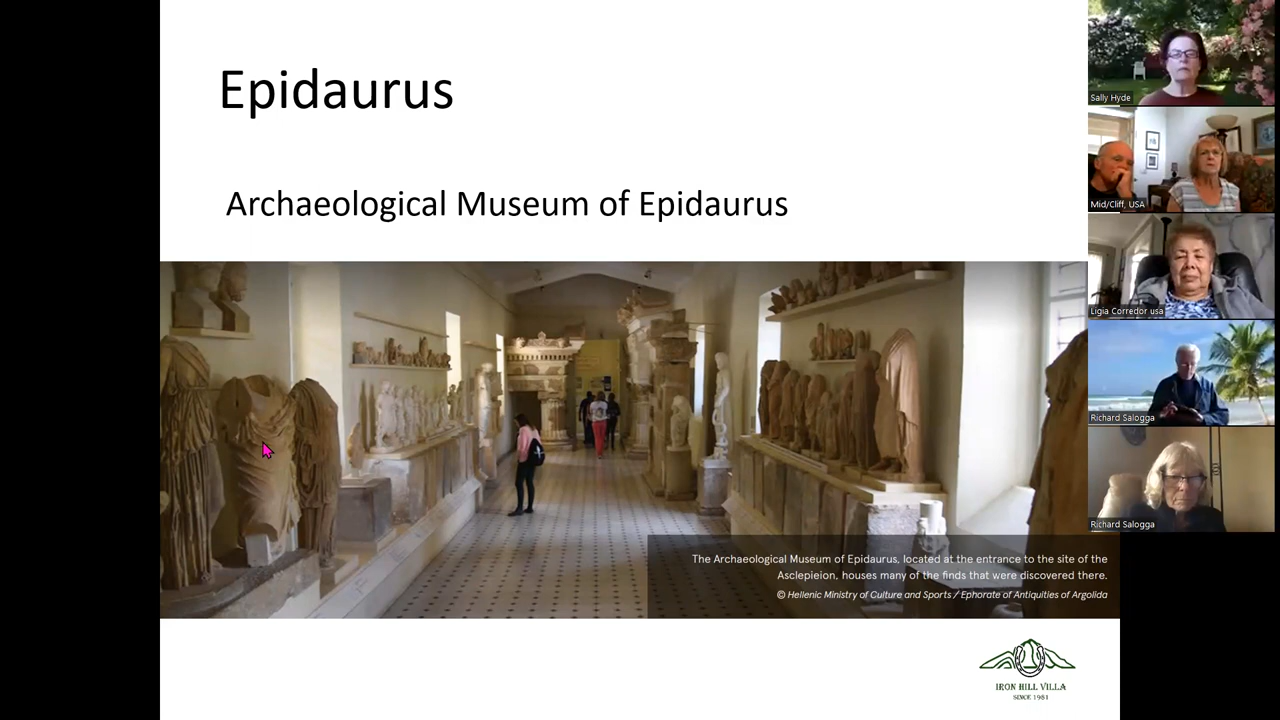 Epidaurus
Archaeological Museum of Epidaurus
The Archaeological Museum of Epidaurus, located at the entrance to the site of the
Asclepieion, houses many of the finds that were discovered there.
© Hellenic Ministry of Culture and Sports / Ephorate of Antiquities of Argolida
IRON HILL VILLA
SINCE 1981
Sally Hyde
Mid/Cliff, USA
Ligia Corredor usa
Richard Salogga
Richard Salogga